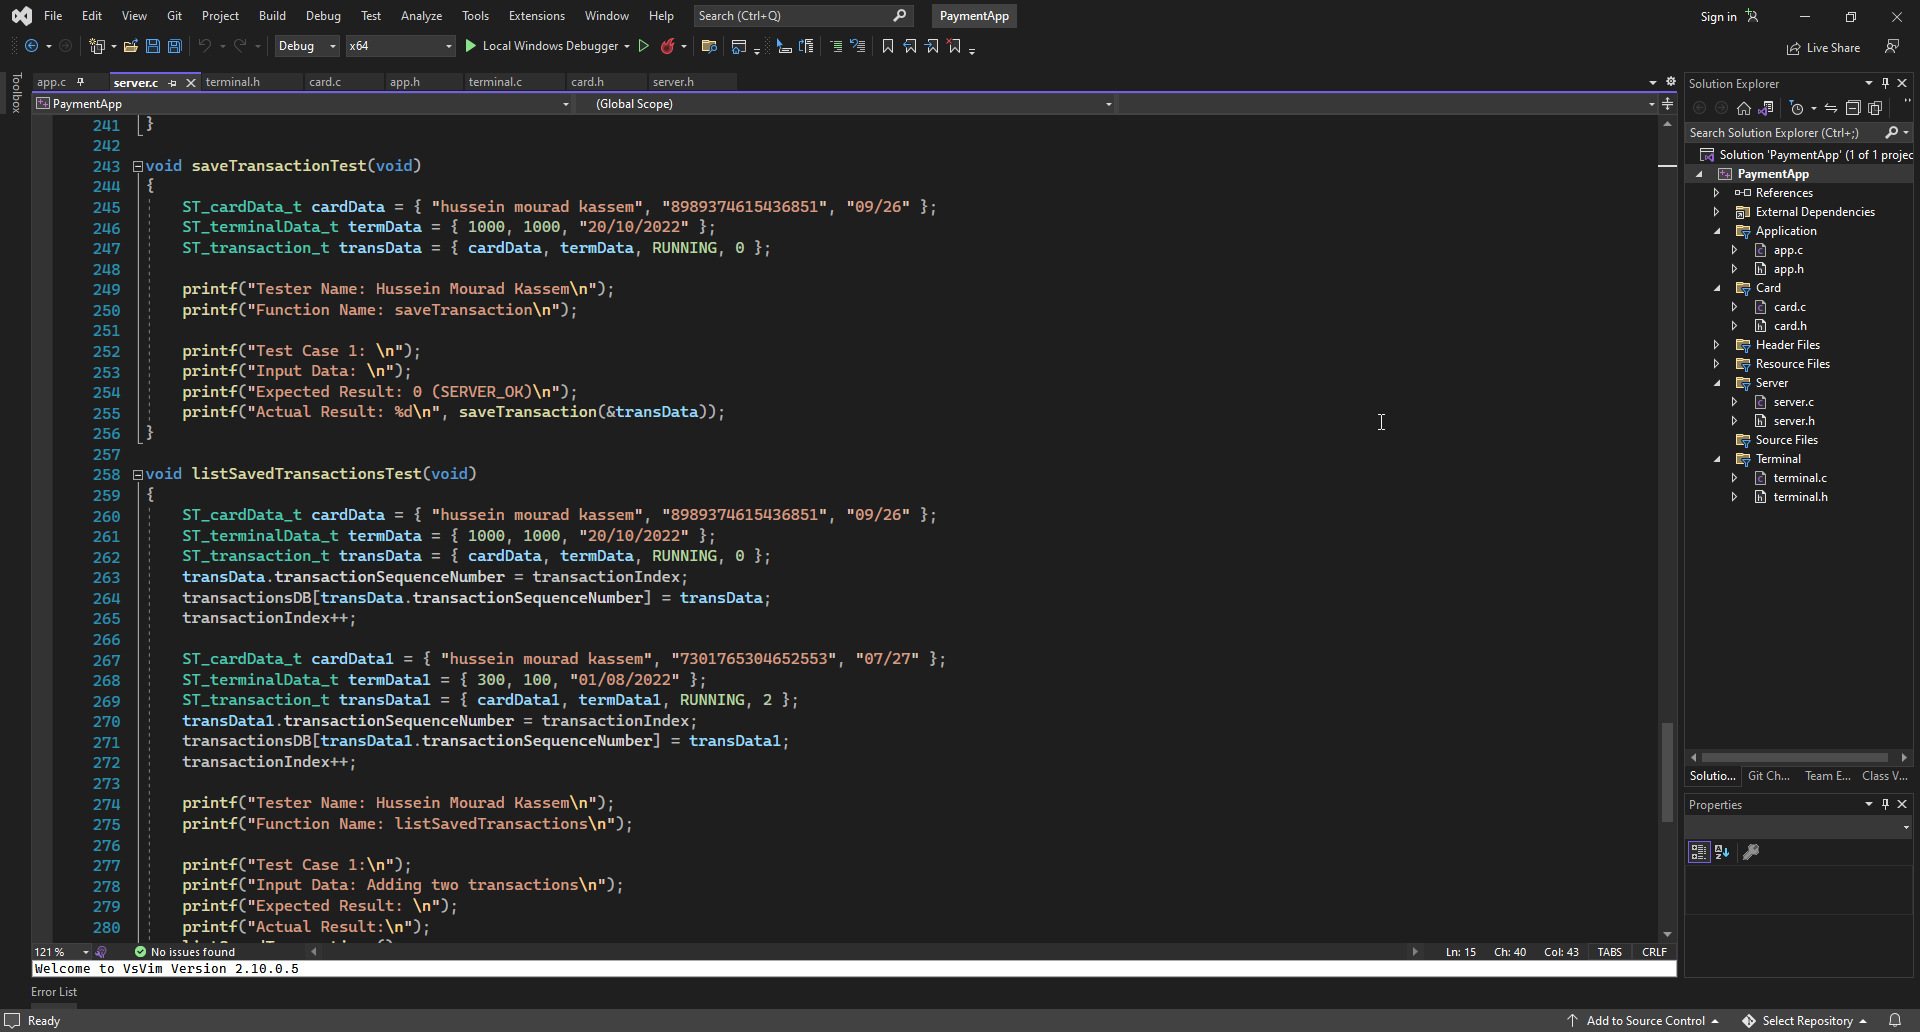 File Edit View Git Project Build Debug Test Analyze Tools Extensions Window Help Search (Ctrl+Q) PaymentApp Sign in
Debug x64 Local Windows Debugger Live Share
Toolbox
app.c server.c terminal.h card.c app.h terminal.c card.h server.h
PaymentApp (Global Scope)
241 }
242
243 void saveTransactionTest(void)
244 {
245 ST_cardData_t cardData = { "hussein mourad kassem", "8989374615436851", "09/26" };
246 ST_terminalData_t termData = { 1000, 1000, "20/10/2022" };
247 ST_transaction_t transData = { cardData, termData, RUNNING, 0 };
248
249 printf("Tester Name: Hussein Mourad Kassem\n");
250 printf("Function Name: saveTransaction\n");
251
252 printf("Test Case 1: \n");
253 printf("Input Data: \n");
254 printf("Expected Result: 0 (SERVER_OK)\n");
255 printf("Actual Result: %d\n", saveTransaction(&transData));
256 }
257
258 void listSavedTransactionsTest(void)
259 {
260 ST_cardData_t cardData = { "hussein mourad kassem", "8989374615436851", "09/26" };
261 ST_terminalData_t termData = { 1000, 1000, "20/10/2022" };
262 ST_transaction_t transData = { cardData, termData, RUNNING, 0 };
263 transData.transactionSequenceNumber = transactionIndex;
264 transactionsDB[transData.transactionSequenceNumber] = transData;
265 transactionIndex++;
266
267 ST_cardData_t cardData1 = { "hussein mourad kassem", "7301765304652553", "07/27" };
268 ST_terminalData_t termData1 = { 300, 100, "01/08/2022" };
269 ST_transaction_t transData1 = { cardData1, termData1, RUNNING, 2 };
270 transData1.transactionSequenceNumber = transactionIndex;
271 transactionsDB[transData1.transactionSequenceNumber] = transData1;
272 transactionIndex++;
273
274 printf("Tester Name: Hussein Mourad Kassem\n");
275 printf("Function Name: listSavedTransactions\n");
276
277 printf("Test Case 1:\n");
278 printf("Input Data: Adding two transactions\n");
279 printf("Expected Result: \n");
280 printf("Actual Result:\n");
121 % No issues found Ln: 15 Ch: 40 Col: 43 TABS CRLF
Welcome to VsVim Version 2.10.0.5
Error List
Ready Add to Source Control Select Repository
Solution Explorer
Search Solution Explorer (Ctrl+;)
Solution 'PaymentApp' (1 of 1 projec
PaymentApp
References
External Dependencies
Application
app.c
app.h
Card
card.c
card.h
Header Files
Resource Files
Server
server.c
server.h
Source Files
Terminal
terminal.c
terminal.h
Solutio... Git Ch... Team E... Class V...
Properties